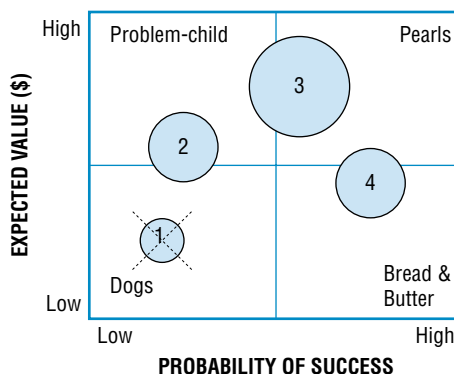 High
Problem-child
Pearls
3
2
4
1
EXPECTED VALUE ($)
Dogs
Bread &
Butter
Low
Low
High
PROBABILITY OF SUCCESS